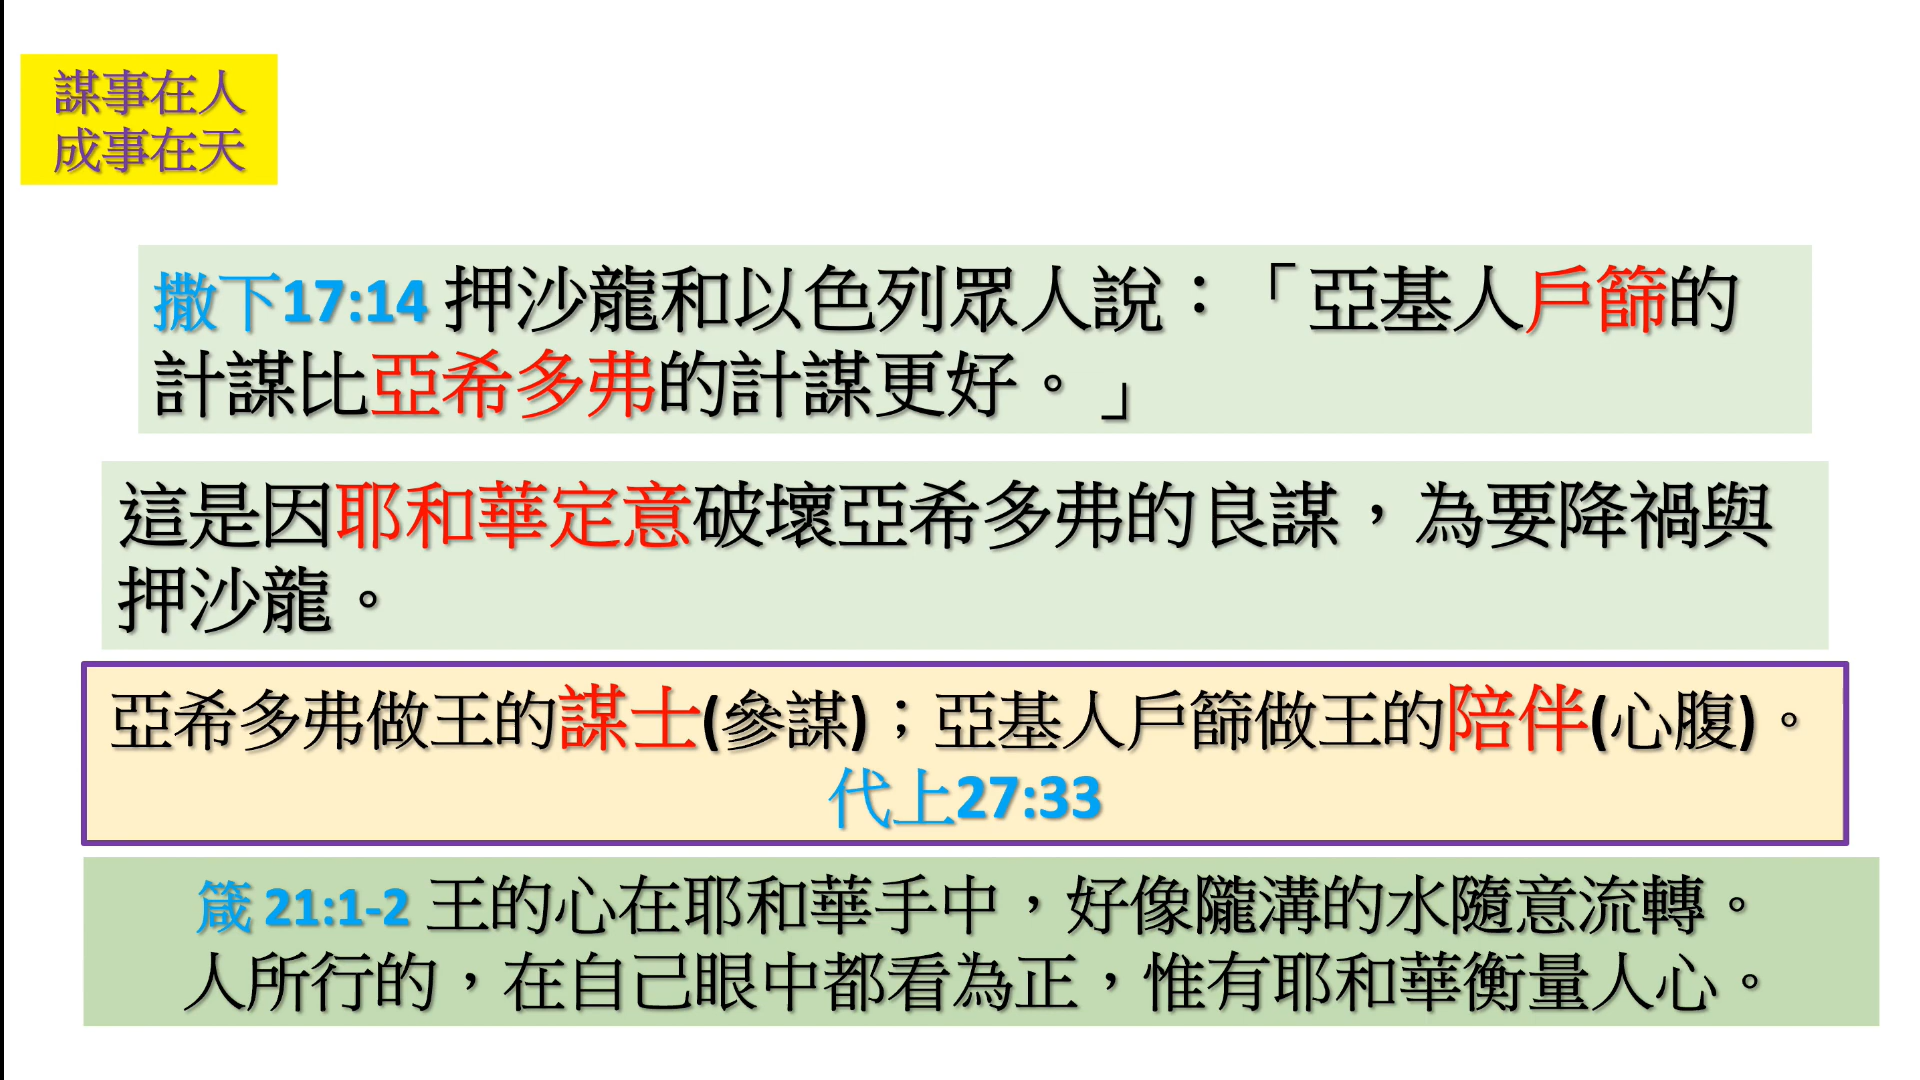 謀事在人
成事在天
撒下17:14 押沙龍和以色列眾人說：「亞基人戶篩的
計謀比亞希多弗的計謀更好。」
這是因耶和華定意破壞亞希多弗的良謀，為要降禍與
押沙龍。
亞希多弗做王的謀士(參謀)；亞基人戶篩做王的陪伴(心腹)。
代上27:33
箴 21:1-2 王的心在耶和華手中，好像隴溝的水隨意流轉。
人所行的，在自己眼中都看為正，惟有耶和華衡量人心。